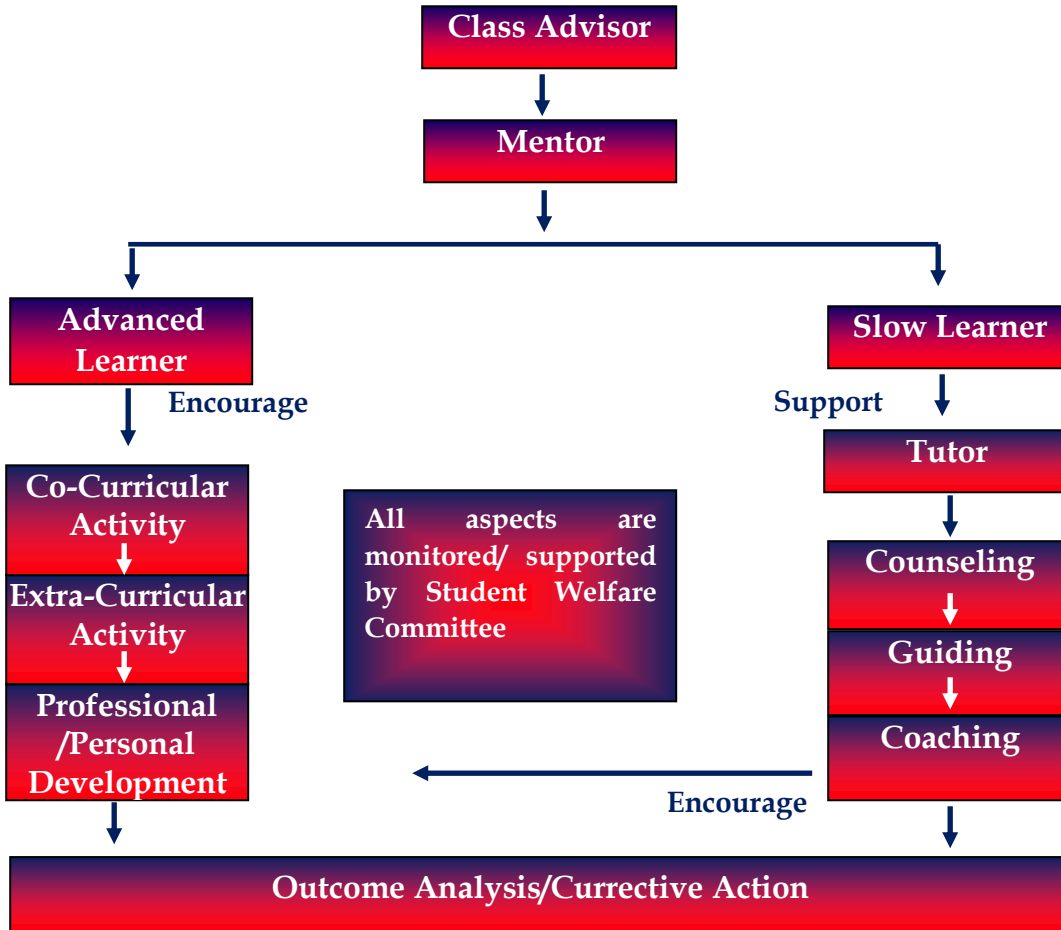 Class Advisor
Mentor
Advanced
Learner
Slow Learner
Encourage
Support
Tutor
Co-Curricular
Activity
Extra-Curricular
Activity
Professional
/Personal
Development
All aspects are
monitored/ supported
by Student Welfare
Committee
Counseling
Guiding
Coaching
Encourage
Outcome Analysis/Currective Action